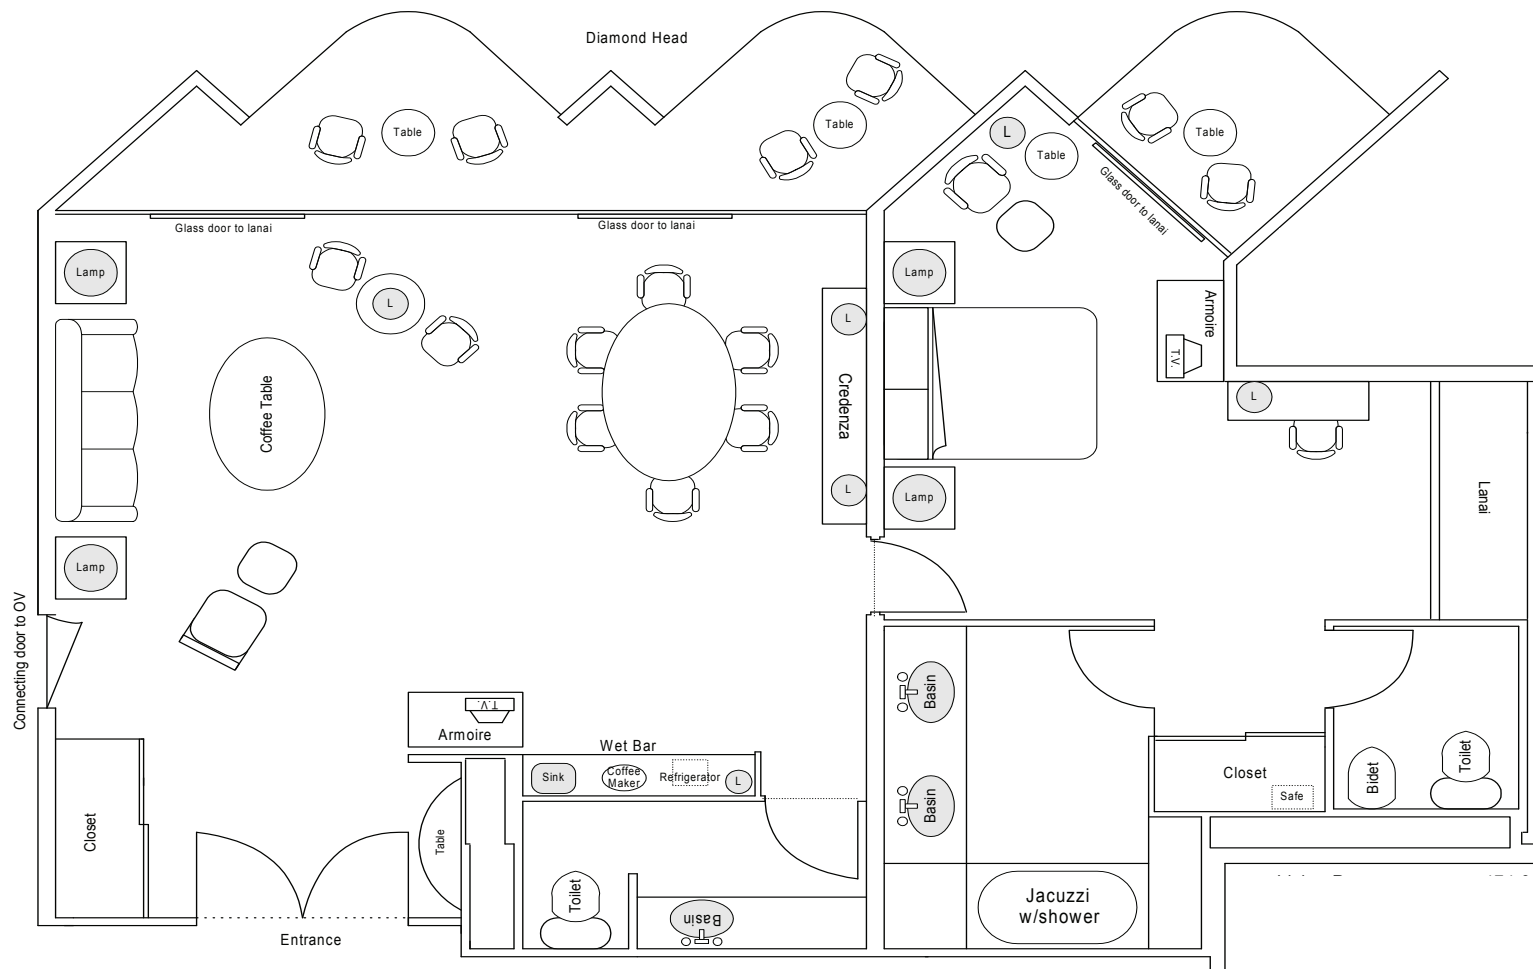 Diamond Head
Table
Table
L
Table
Table
Glass door to lanai
Glass door to lanai
Glass door to lanai
Lamp
L
L
Lamp
Armoire
T.V.
Coffee Table
Credenza
L
L
Lamp
Lanai
Lamp
Connecting door to OV
T.V.
Armoire
Wet Bar
Sink
Coffee
Maker
Refrigerator
L
Closet
Table
Entrance
Toilet
Basin
Basin
Basin
Jacuzzi
w/shower
Closet
Safe
Bidet
Toilet